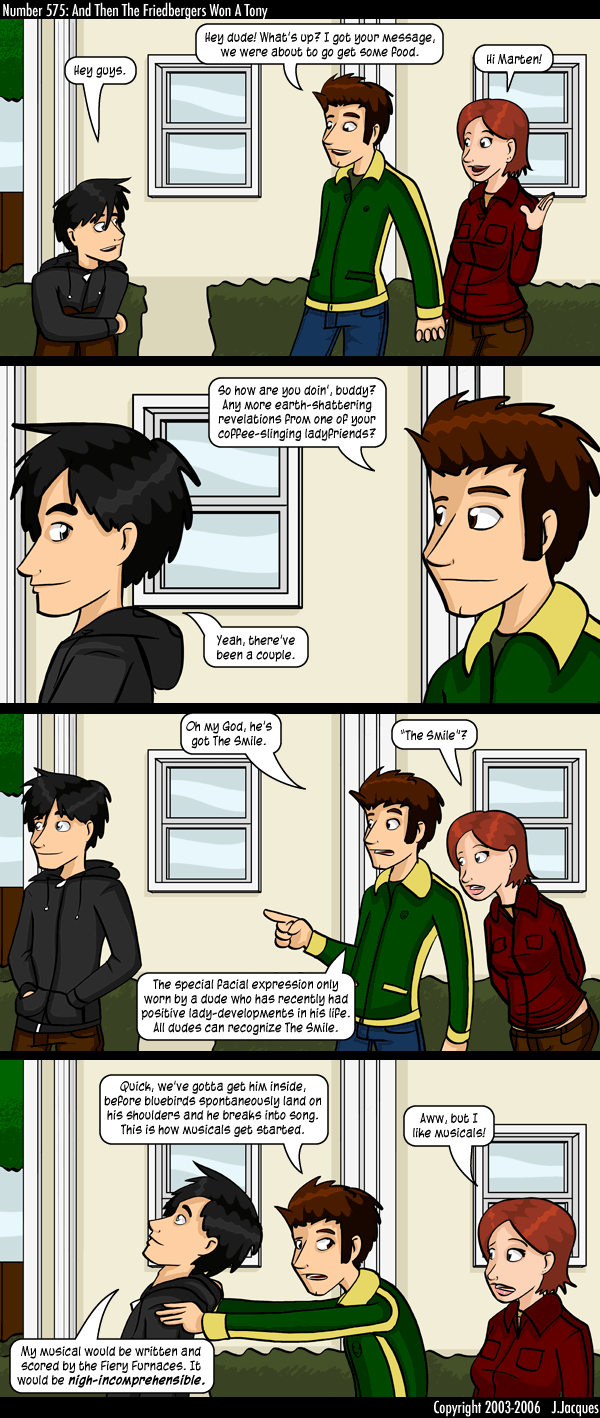 Number 575: And Then The Friedbergers Won A Tony
Hey guys.
Hey dude! What's up? I got your message,
we were about to go get some food.
Hi Marten!
So how are you doin', buddy?
Any more earth-shattering
revelations from one of your
coffee-slinging ladyfriends?
Yeah, there've
been a couple.
Oh my God, he's
got The Smile.
"The Smile"?
The special facial expression only
worn by a dude who has recently had
positive lady-developments in his life.
All dudes can recognize The Smile.
Quick, we've gotta get him inside,
before bluebirds spontaneously land on
his shoulders and he breaks into song.
This is how musicals get started.
Aww, but I
like musicals!
My musical would be written and
scored by the Fiery Furnaces. It
would be nigh-incomprehensible.
Copyright 2003-2006 J.Jacques